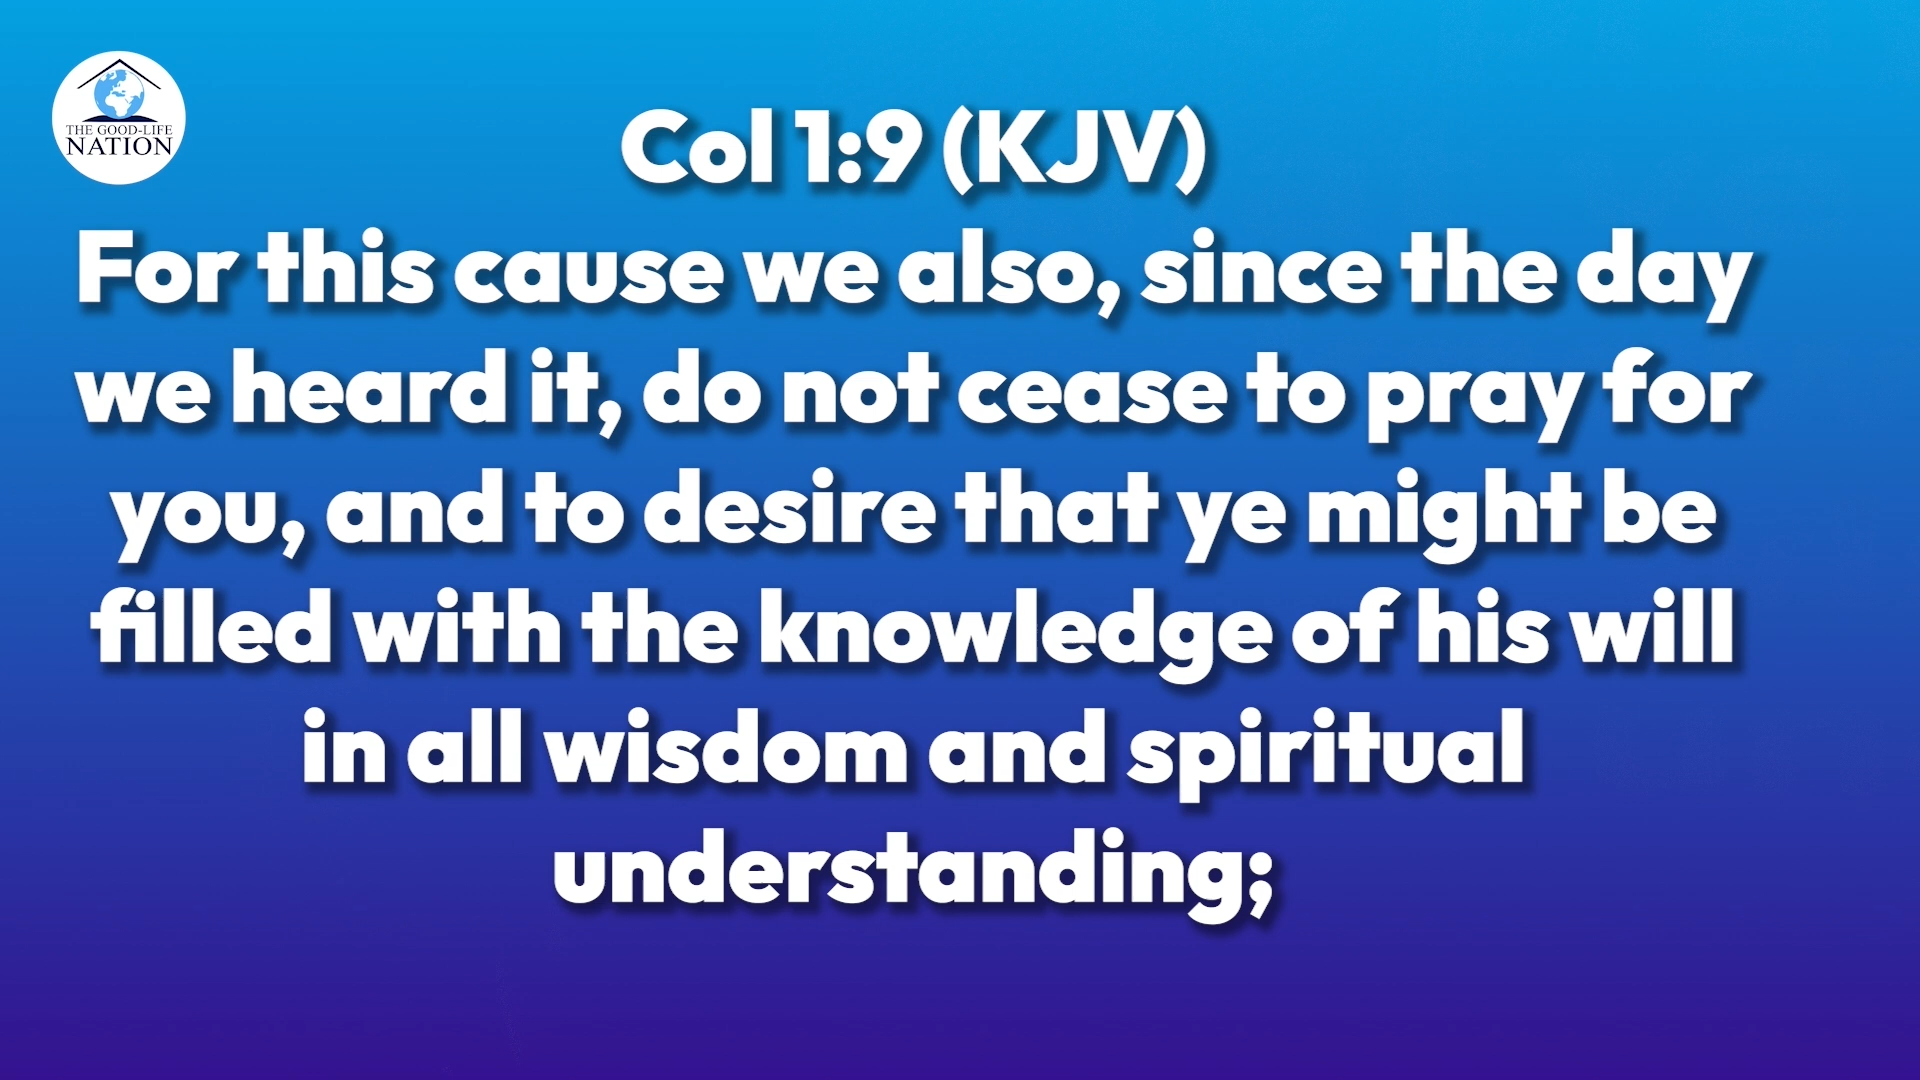 THE GOOD-LIFE
NATION
Col 1:9 (KJV)
For this cause we also, since the day
we heard it, do not cease to pray for
you, and to desire that ye might be
filled with the knowledge of his will
in all wisdom and spiritual
understanding;